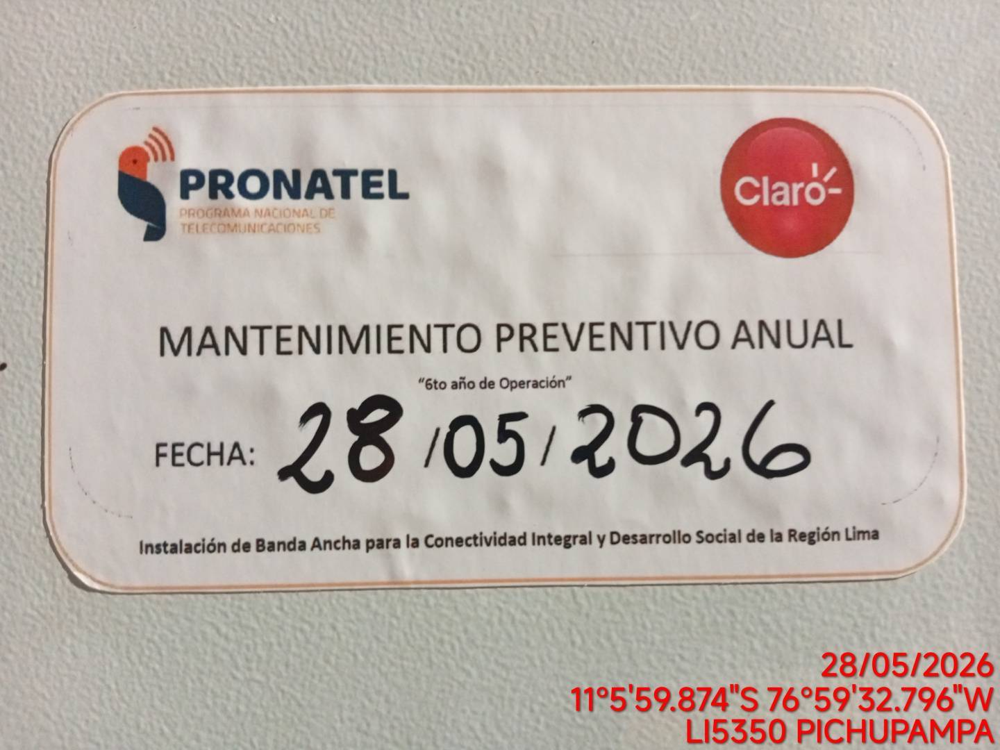 PRONATEL
PROGRAMA NACIONAL DE
TELECOMUNICACIONES
Claro
MANTENIMIENTO PREVENTIVO ANUAL
"6to año de Operación"
FECHA: 28/05/2026
Instalación de Banda Ancha para la Conectividad Integral y Desarrollo Social de la Región Lima
28/05/2026
11°5'59.874"S 76°59'32.796"W
LI5350 PICHUPAMPA